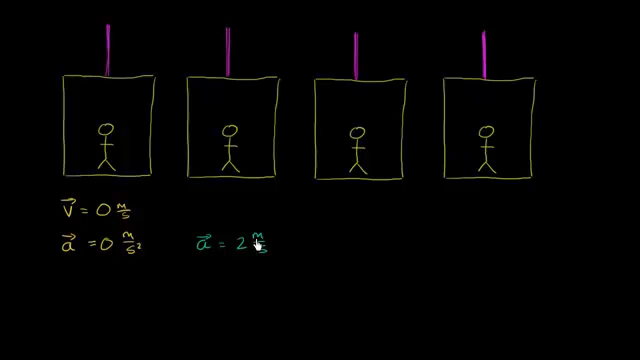 v⃗ = 0 m/s
a⃗ = 0 m/s² a⃗ = 2 m/s